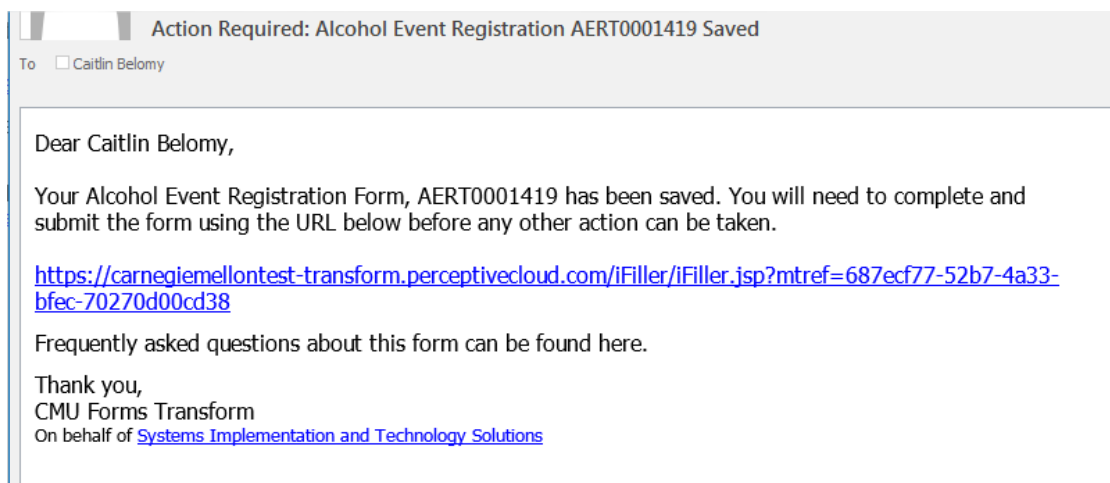 Action Required: Alcohol Event Registration AERT0001419 Saved
To Caitlin Belomy
Dear Caitlin Belomy,
Your Alcohol Event Registration Form, AERT0001419 has been saved. You will need to complete and
submit the form using the URL below before any other action can be taken.
https://carnegiemellontest-transform.perceptivecloud.com/iFiller/iFiller.jsp?mtref=687ecf77-52b7-4a33-
bfec-70270d00cd38
Frequently asked questions about this form can be found here.
Thank you,
CMU Forms Transform
On behalf of Systems Implementation and Technology Solutions